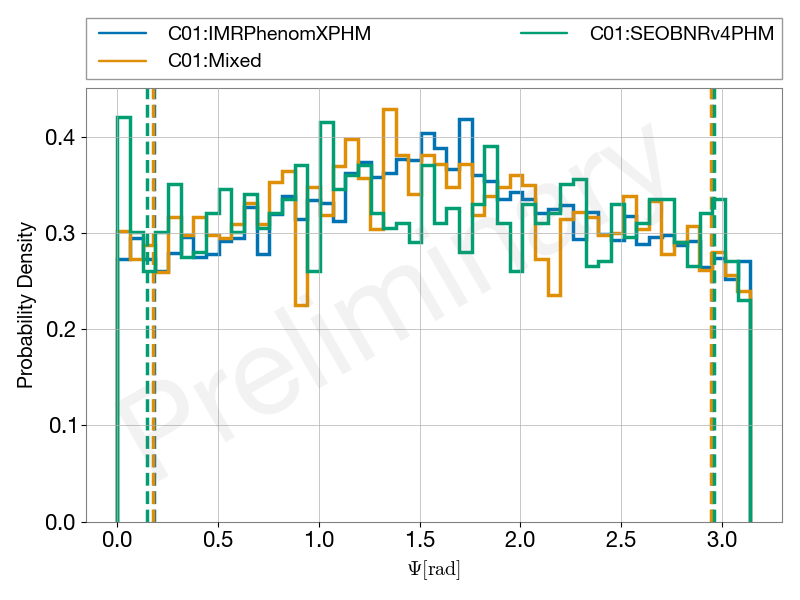 C01:IMRPhenomXPHM
C01:Mixed
C01:SEOBNRv4PHM
Probability Density
0.4
0.3
0.2
0.1
0.0
Preliminary
0.0 0.5 1.0 1.5 2.0 2.5 3.0
Ψ[rad]